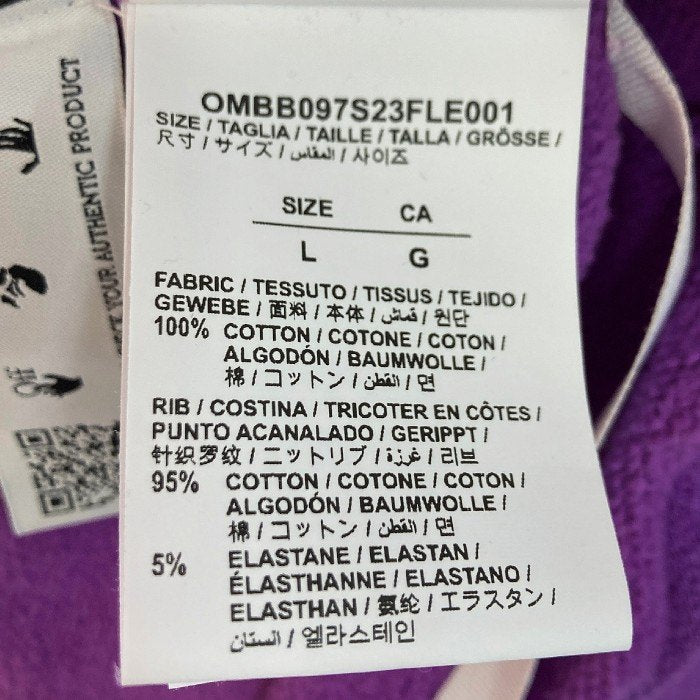 OMBB097S23FLE001
SIZE / TAGLIA / TAILLE / TALLA / GRÖSSE /
尺寸 / サイズ / المقاس / 사이즈
SIZE CA
L G
FABRIC / TESSUTO / TISSUS / TEJIDO /
GEWEBE / 面料 / 本体 / قماش / 원단
100% COTTON / COTONE / COTON /
ALGODÓN / BAUMWOLLE /
棉 / コットン / القطن / 면
RIB / COSTINA / TRICOTER EN CÔTES /
PUNTO ACANALADO / GERIPPT /
针织罗纹 / ニットリブ / غرزة / 리브
95% COTTON / COTONE / COTON /
ALGODÓN / BAUMWOLLE /
棉 / コットン / القطن / 면
5% ELASTANE / ELASTAN /
ÉLASTHANNE / ELASTANO /
ELASTHAN / 氨纶 / エラスタン /
الستان / 엘라스테인
YOUR AUTHENTIC PRODUCT
Off